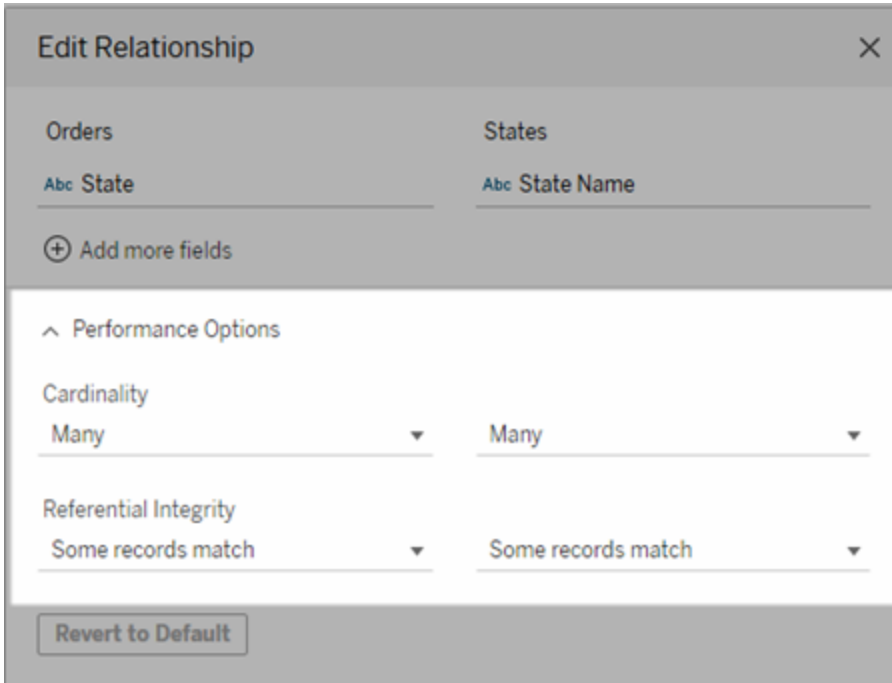 Edit Relationship
Orders States
Abc State Abc State Name
Add more fields
Performance Options
Cardinality
Many Many
Referential Integrity
Some records match Some records match
Revert to Default